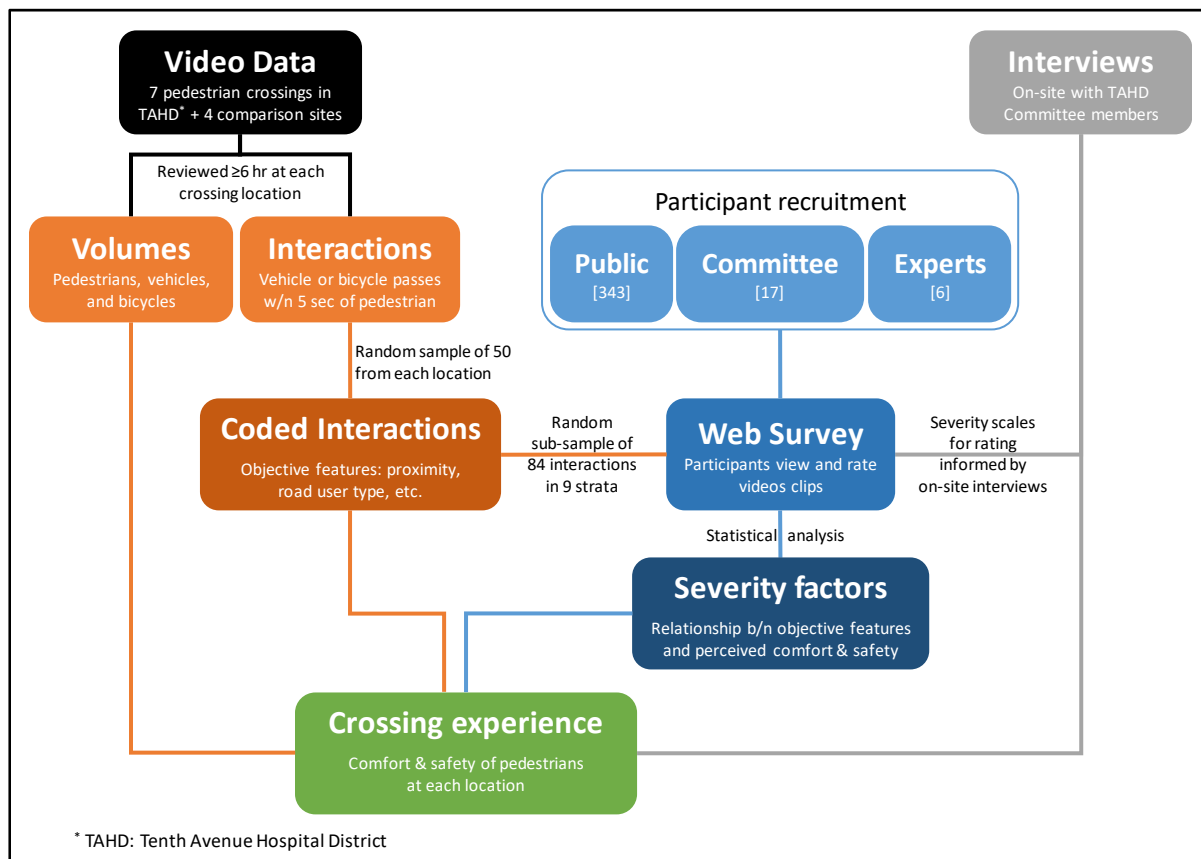 Video Data
7 pedestrian crossings in
TAHD* + 4 comparison sites
Interviews
On-site with TAHD
Committee members
Reviewed ≥6 hr at each
crossing location
Participant recruitment
Volumes
Pedestrians, vehicles,
and bicycles
Interactions
Vehicle or bicycle passes
w/n 5 sec of pedestrian
Public
[343]
Committee
[17]
Experts
[6]
Random sample of 50
from each location
Coded Interactions
Objective features: proximity,
road user type, etc.
Random
sub-sample of
84 interactions
in 9 strata
Web Survey
Participants view and rate
videos clips
Severity scales
for rating
informed by
on-site interviews
Statistical analysis
Severity factors
Relationship b/n objective features
and perceived comfort & safety
Crossing experience
Comfort & safety of pedestrians
at each location
* TAHD: Tenth Avenue Hospital District